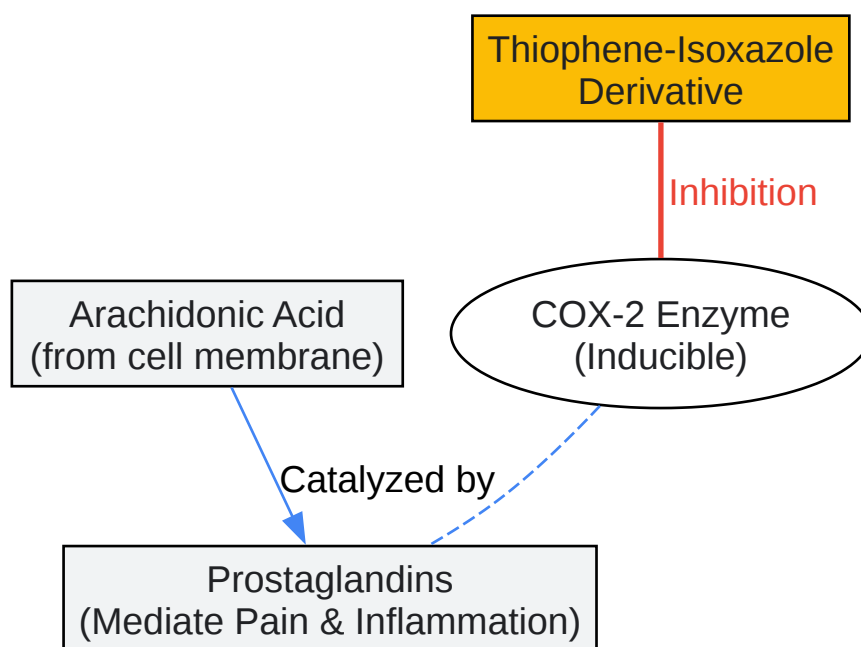 Thiophene-Isoxazole
Derivative
Inhibition
Arachidonic Acid
(from cell membrane)
COX-2 Enzyme
(Inducible)
Catalyzed by
Prostaglandins
(Mediate Pain & Inflammation)